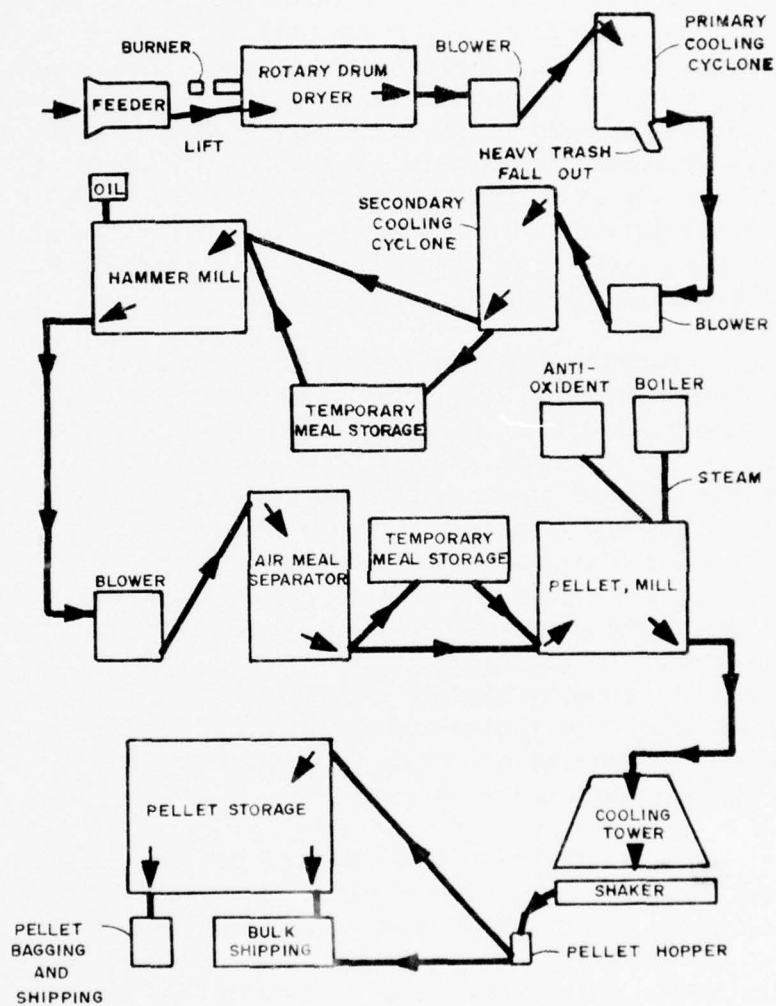 BURNER
FEEDER
LIFT
ROTARY DRUM
DRYER
BLOWER
PRIMARY
COOLING
CYCLONE
HEAVY TRASH
FALL OUT
OIL
HAMMER MILL
SECONDARY
COOLING
CYCLONE
BLOWER
TEMPORARY
MEAL STORAGE
ANTI-
OXIDENT
BOILER
STEAM
BLOWER
AIR MEAL
SEPARATOR
TEMPORARY
MEAL STORAGE
PELLET, MILL
PELLET STORAGE
COOLING
TOWER
SHAKER
PELLET HOPPER
BULK
SHIPPING
PELLET
BAGGING
AND
SHIPPING